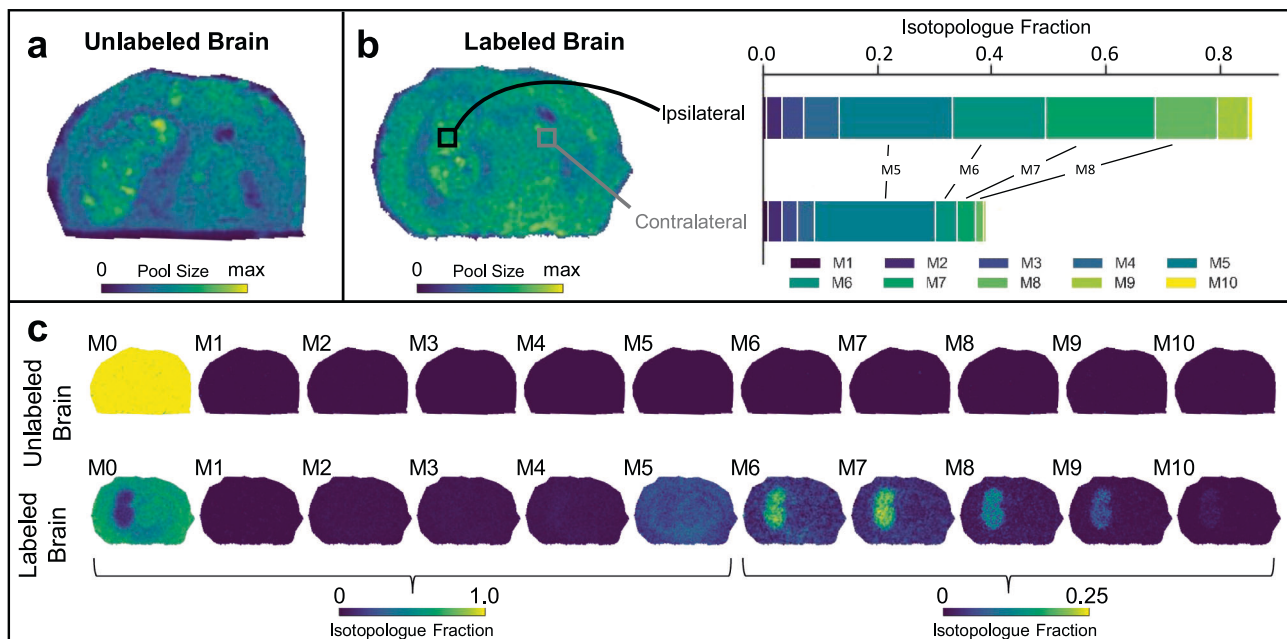 a
Unlabeled Brain
0 Pool Size max
b
Labeled Brain
Ipsilateral
Contralateral
0 Pool Size max
Isotopologue Fraction
0.0 0.2 0.4 0.6 0.8
M5 M6 M7 M8
M1 M2 M3 M4 M5
M6 M7 M8 M9 M10
c
Unlabeled
Brain
M0 M1 M2 M3 M4 M5 M6 M7 M8 M9 M10
Labeled
Brain
M0 M1 M2 M3 M4 M5 M6 M7 M8 M9 M10
0 1.0
Isotopologue Fraction
0 0.25
Isotopologue Fraction